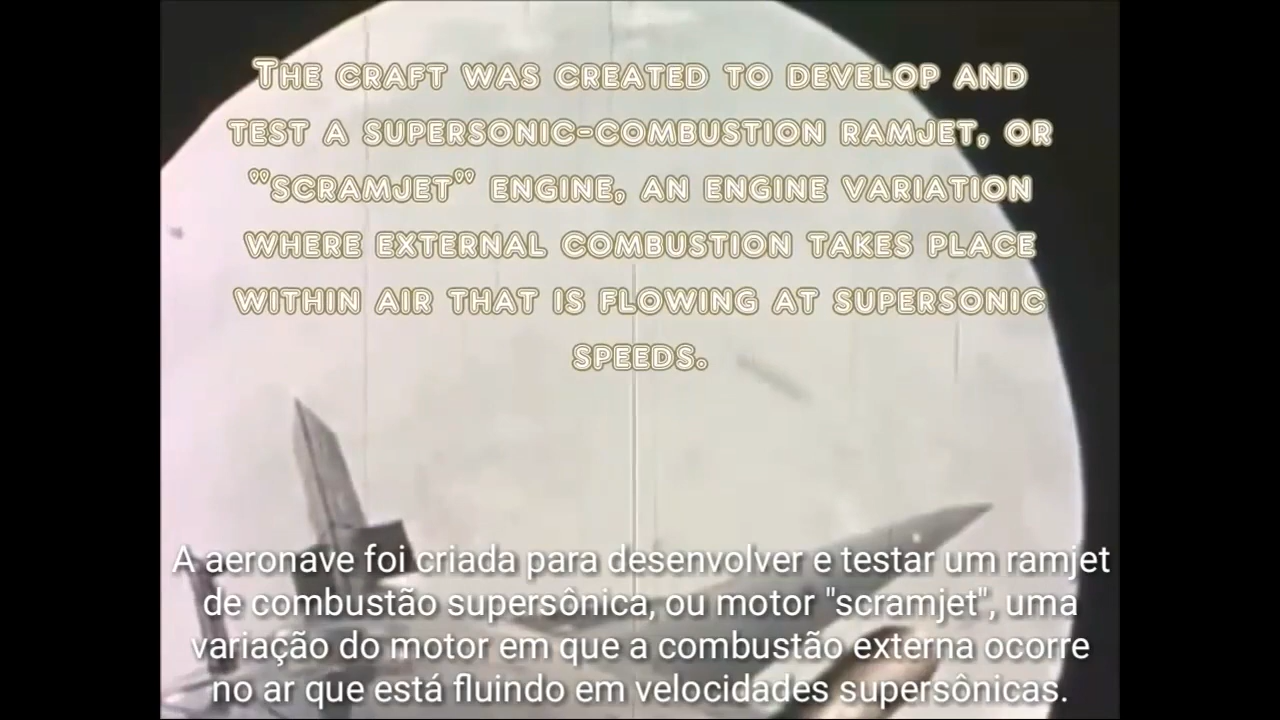 The craft was created to develop and
test a supersonic-combustion ramjet, or
"scramjet" engine, an engine variation
where external combustion takes place
within air that is flowing at supersonic
speeds.
A aeronave foi criada para desenvolver e testar um ramjet
de combustão supersônica, ou motor "scramjet", uma
variação do motor em que a combustão externa ocorre
no ar que está fluindo em velocidades supersônicas.